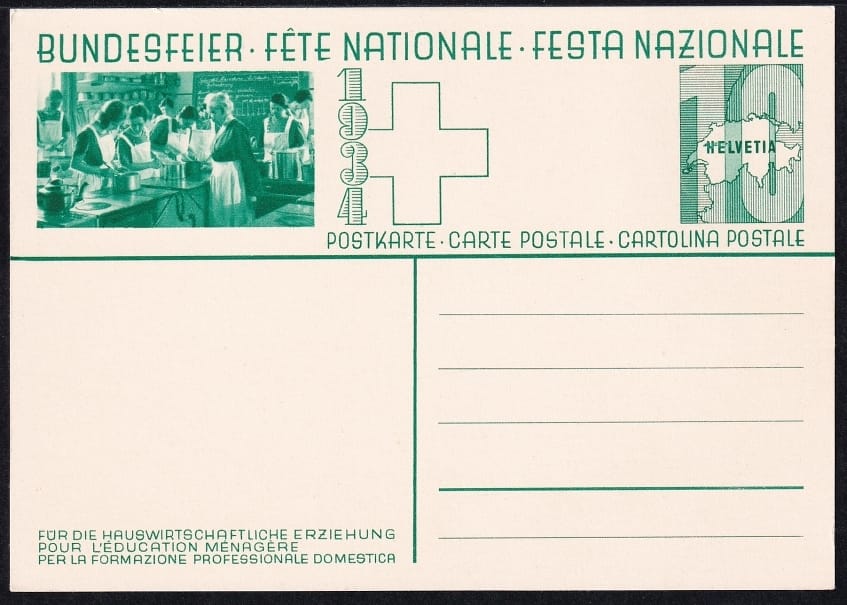 BUNDESFEIER · FÊTE NATIONALE · FESTA NAZIONALE
1934
10
HELVETIA
POSTKARTE · CARTE POSTALE · CARTOLINA POSTALE
FÜR DIE HAUSWIRTSCHAFTLICHE ERZIEHUNG
POUR L'ÉDUCATION MÉNAGÈRE
PER LA FORMAZIONE PROFESSIONALE DOMESTICA